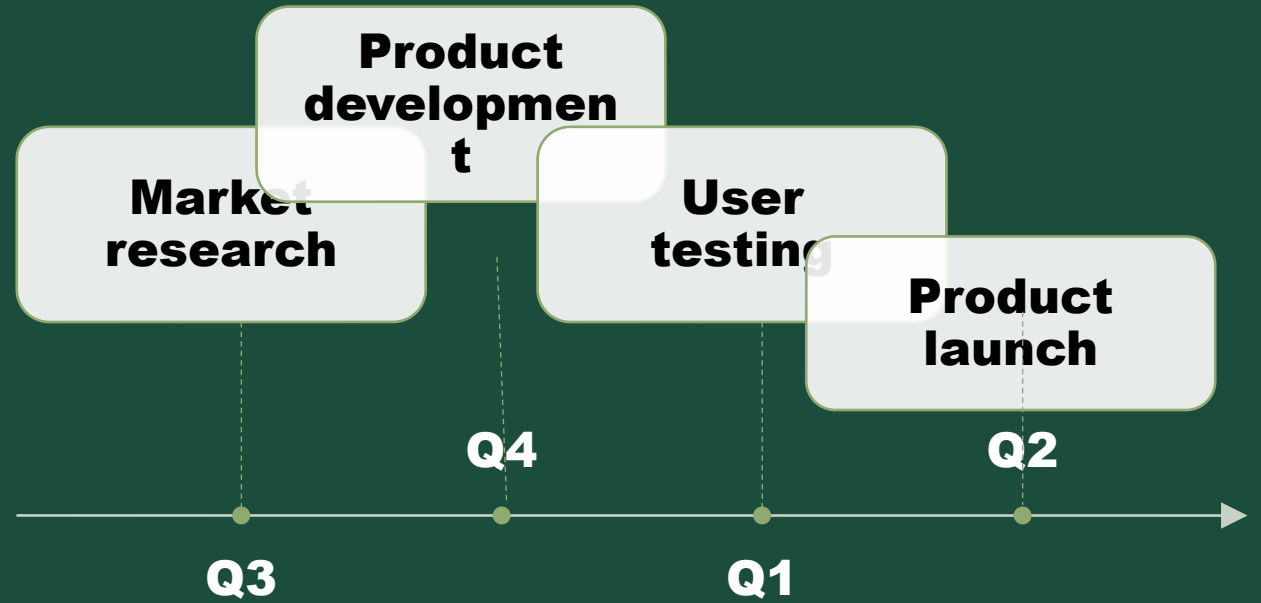 Product
developmen
t
Market
research
User
testing
Product
launch
Q4
Q2
Q3
Q1